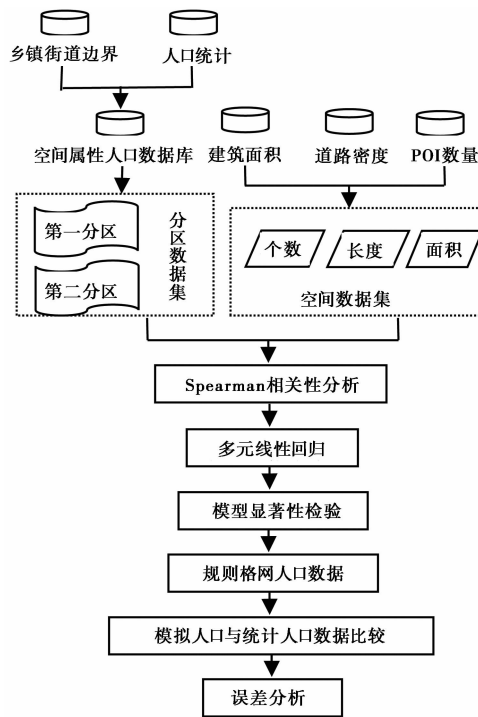 乡镇街道边界
人口统计
空间属性人口数据库
建筑面积
道路密度
POI数量
第一分区
第二分区
分区数据集
个数
长度
面积
空间数据集
Spearman相关性分析
多元线性回归
模型显著性检验
规则格网人口数据
模拟人口与统计人口数据比较
误差分析